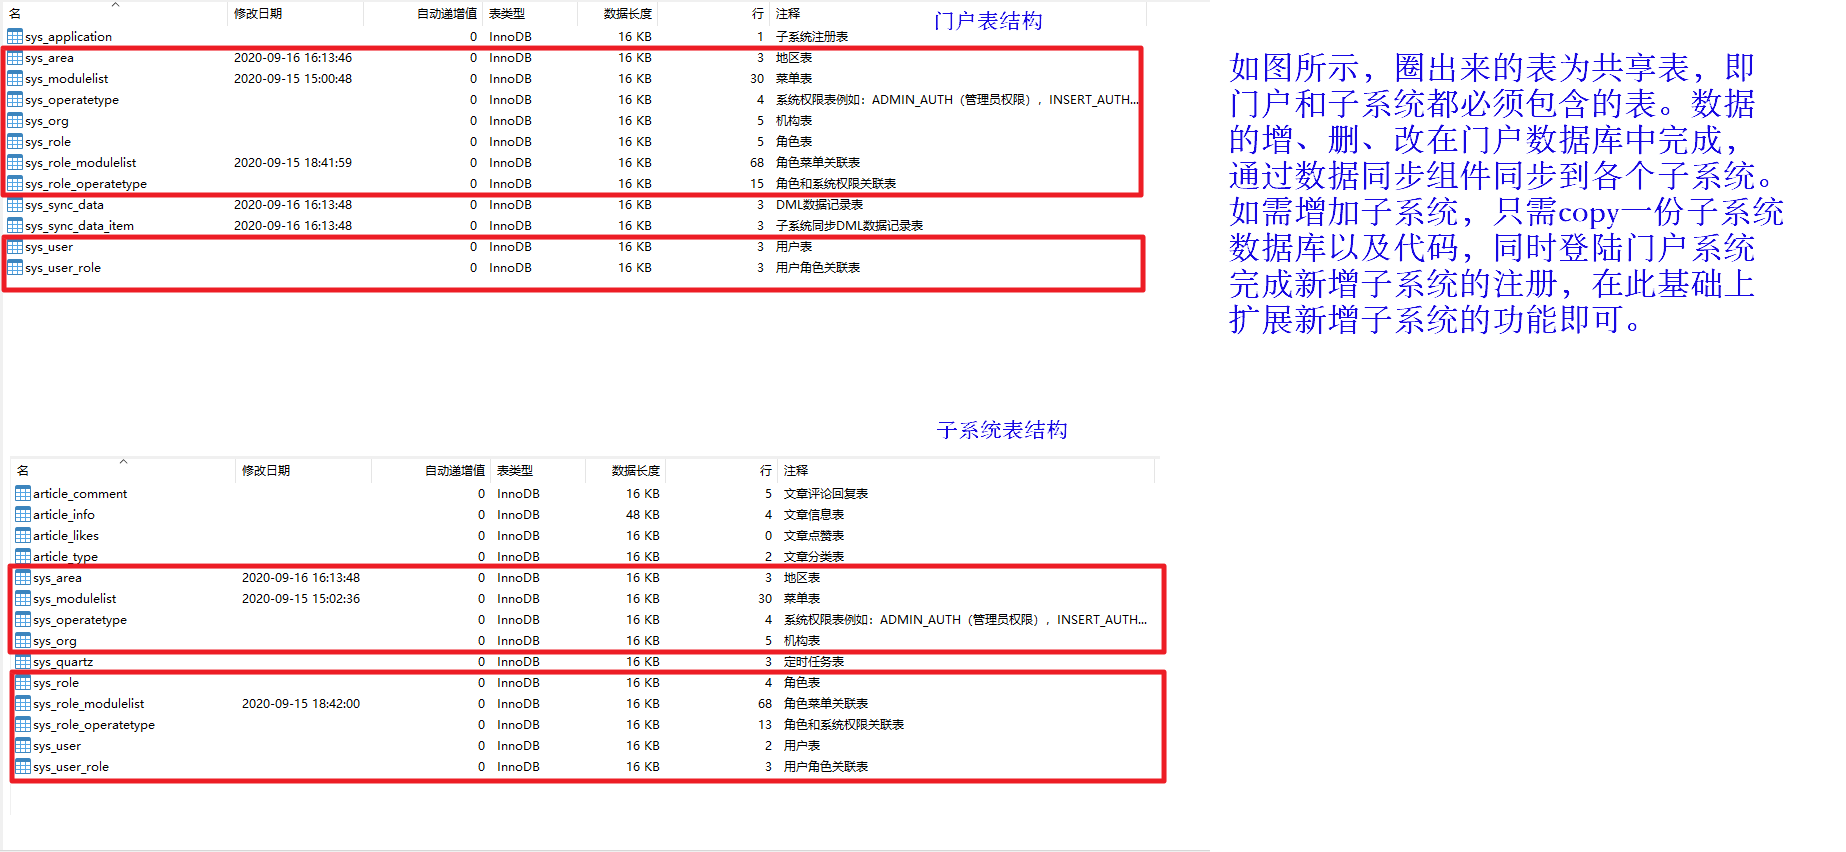 门户表结构
名 修改日期 自动递增值 表类型 数据长度 行 注释
sys_application 0 InnoDB 16 KB 1 子系统注册表
sys_area 2020-09-16 16:13:46 0 InnoDB 16 KB 3 地区表
sys_modulelist 2020-09-15 15:00:48 0 InnoDB 16 KB 30 菜单表
sys_operatetype 0 InnoDB 16 KB 4 系统权限表例如：ADMIN_AUTH（管理员权限），INSERT_AUTH...
sys_org 0 InnoDB 16 KB 5 机构表
sys_role 0 InnoDB 16 KB 5 角色表
sys_role_modulelist 2020-09-15 18:41:59 0 InnoDB 16 KB 68 角色菜单关联表
sys_role_operatetype 0 InnoDB 16 KB 15 角色和系统权限关联表
sys_sync_data 2020-09-16 16:13:48 0 InnoDB 16 KB 3 DML数据记录表
sys_sync_data_item 2020-09-16 16:13:48 0 InnoDB 16 KB 3 子系统同步DML数据记录表
sys_user 0 InnoDB 16 KB 3 用户表
sys_user_role 0 InnoDB 16 KB 3 用户角色关联表
如图所示，圈出来的表为共享表，即
门户和子系统都必须包含的表。数据
的增、删、改在门户数据库中完成，
通过数据同步组件同步到各个子系统。
如需增加子系统，只需copy一份子系统
数据库以及代码，同时登陆门户系统
完成新增子系统的注册，在此基础上
扩展新增子系统的功能即可。
子系统表结构
名 修改日期 自动递增值 表类型 数据长度 行 注释
article_comment 0 InnoDB 16 KB 5 文章评论回复表
article_info 0 InnoDB 48 KB 4 文章信息表
article_likes 0 InnoDB 16 KB 0 文章点赞表
article_type 0 InnoDB 16 KB 2 文章分类表
sys_area 2020-09-16 16:13:48 0 InnoDB 16 KB 3 地区表
sys_modulelist 2020-09-15 15:02:36 0 InnoDB 16 KB 30 菜单表
sys_operatetype 0 InnoDB 16 KB 4 系统权限表例如：ADMIN_AUTH（管理员权限），INSERT_AUTH...
sys_org 0 InnoDB 16 KB 5 机构表
sys_quartz 0 InnoDB 16 KB 3 定时任务表
sys_role 0 InnoDB 16 KB 4 角色表
sys_role_modulelist 2020-09-15 18:42:00 0 InnoDB 16 KB 68 角色菜单关联表
sys_role_operatetype 0 InnoDB 16 KB 13 角色和系统权限关联表
sys_user 0 InnoDB 16 KB 2 用户表
sys_user_role 0 InnoDB 16 KB 3 用户角色关联表